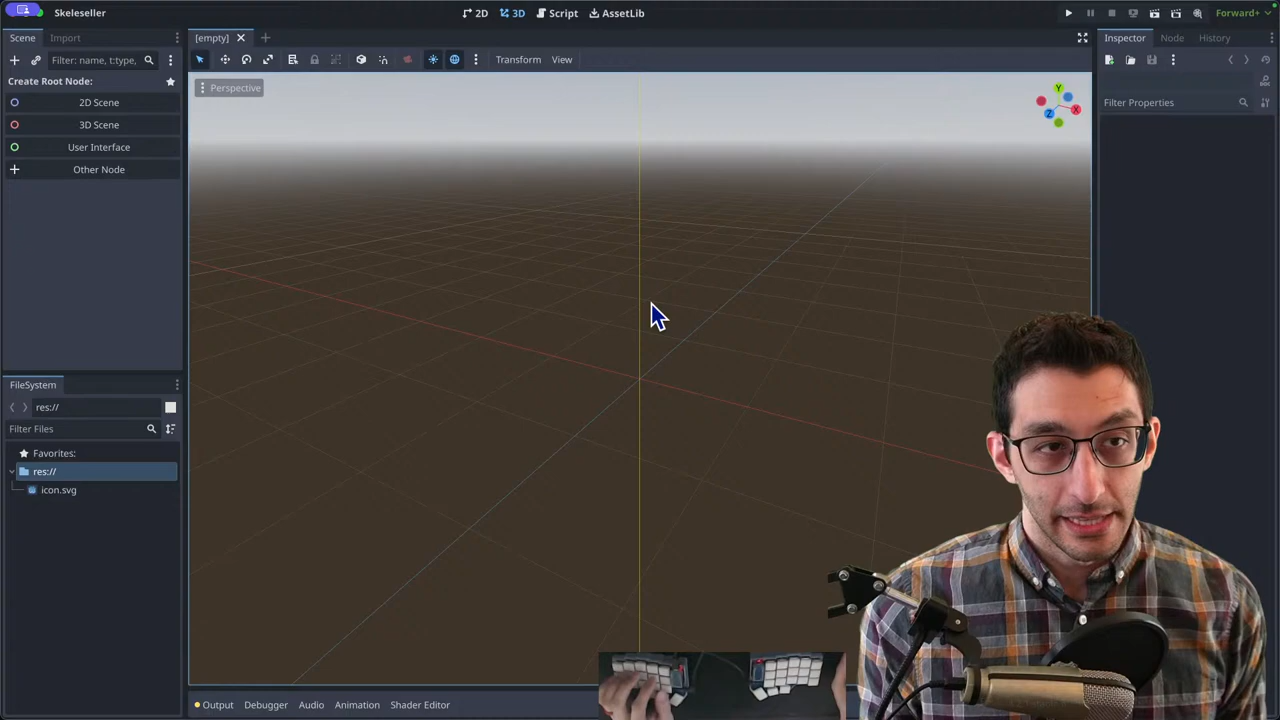 Skeleseller
2D
3D
Script
AssetLib
Forward+
Scene
Import
[empty]
Inspector
Node
History
Filter: name, t:type,
Transform
View
Create Root Node:
Perspective
Y
X
Z
Filter Properties
2D Scene
3D Scene
User Interface
Other Node
FileSystem
res://
Filter Files
Favorites:
res://
icon.svg
Output
Debugger
Audio
Animation
Shader Editor